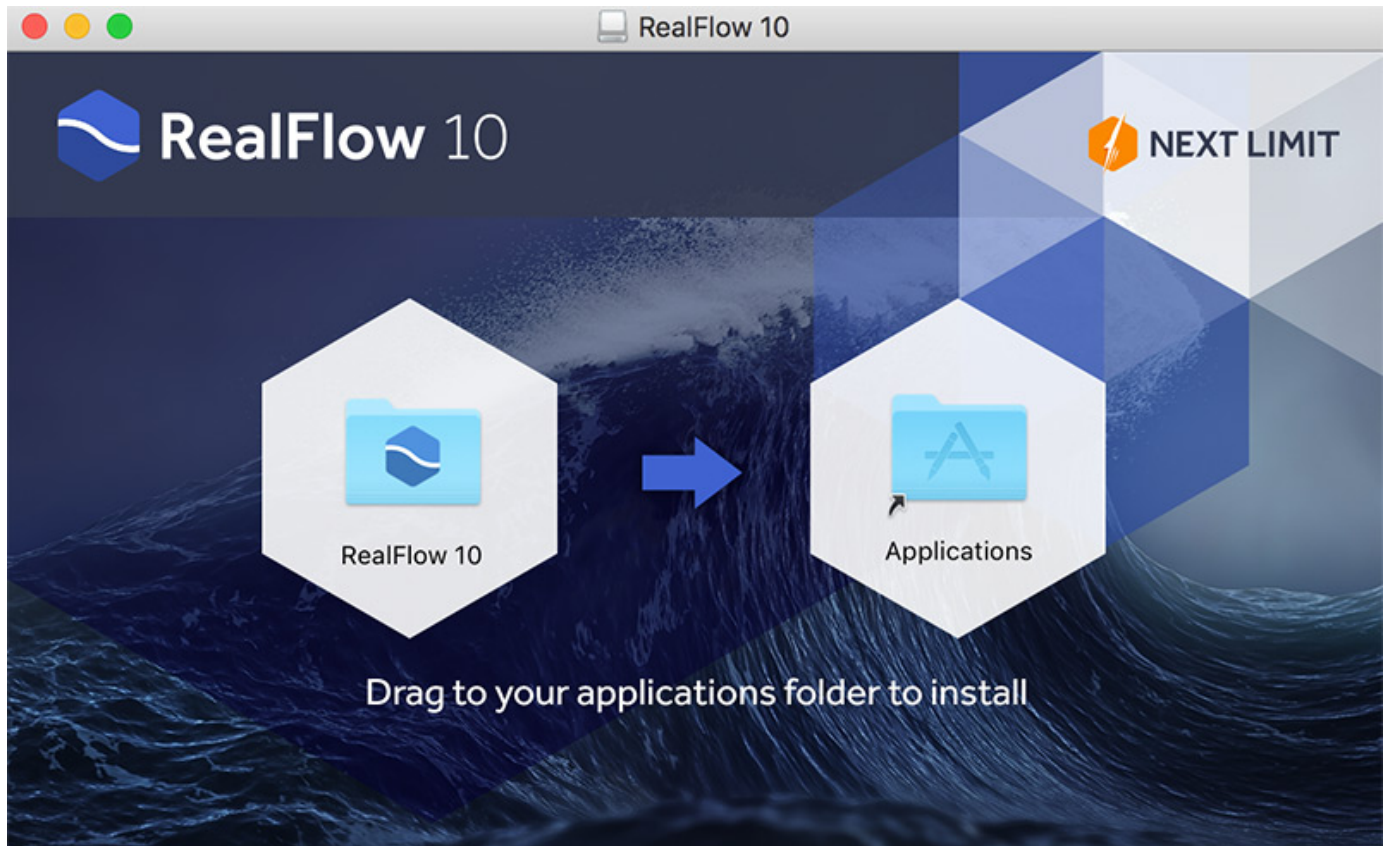 RealFlow 10
RealFlow 10
NEXT LIMIT
RealFlow 10
Applications
Drag to your applications folder to install